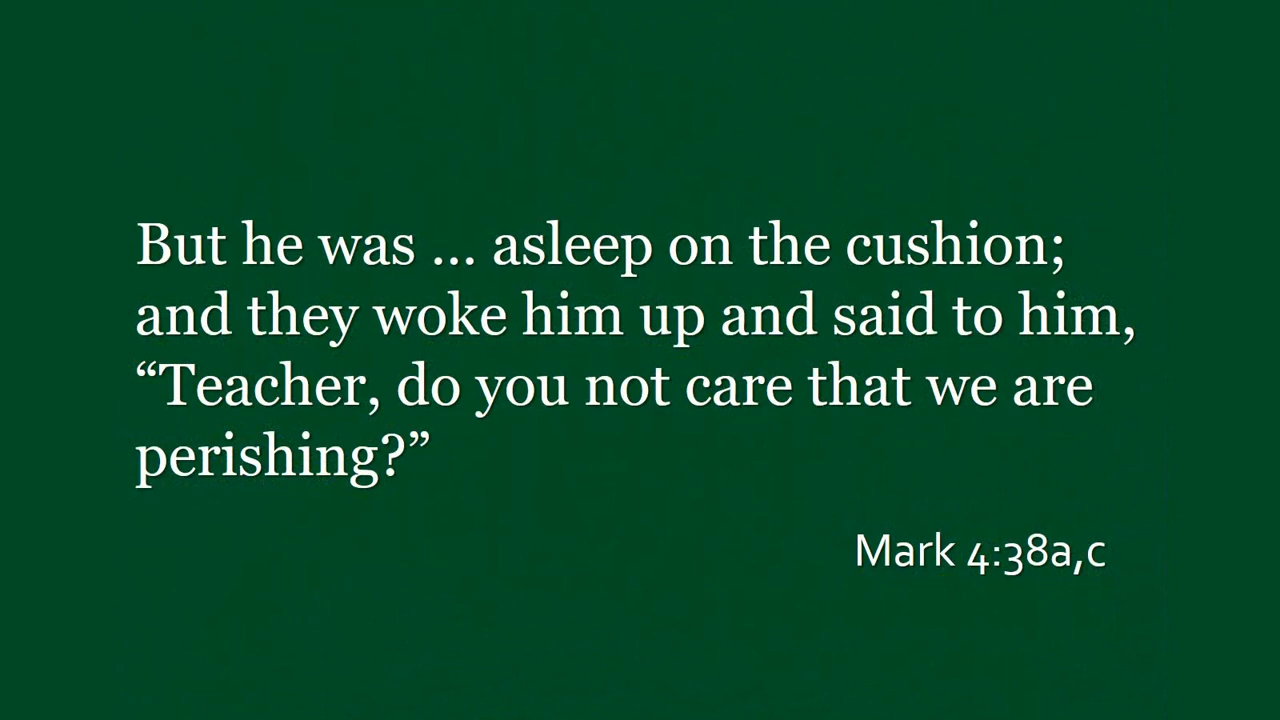 But he was ... asleep on the cushion;
and they woke him up and said to him,
“Teacher, do you not care that we are
perishing?”
Mark 4:38a,c